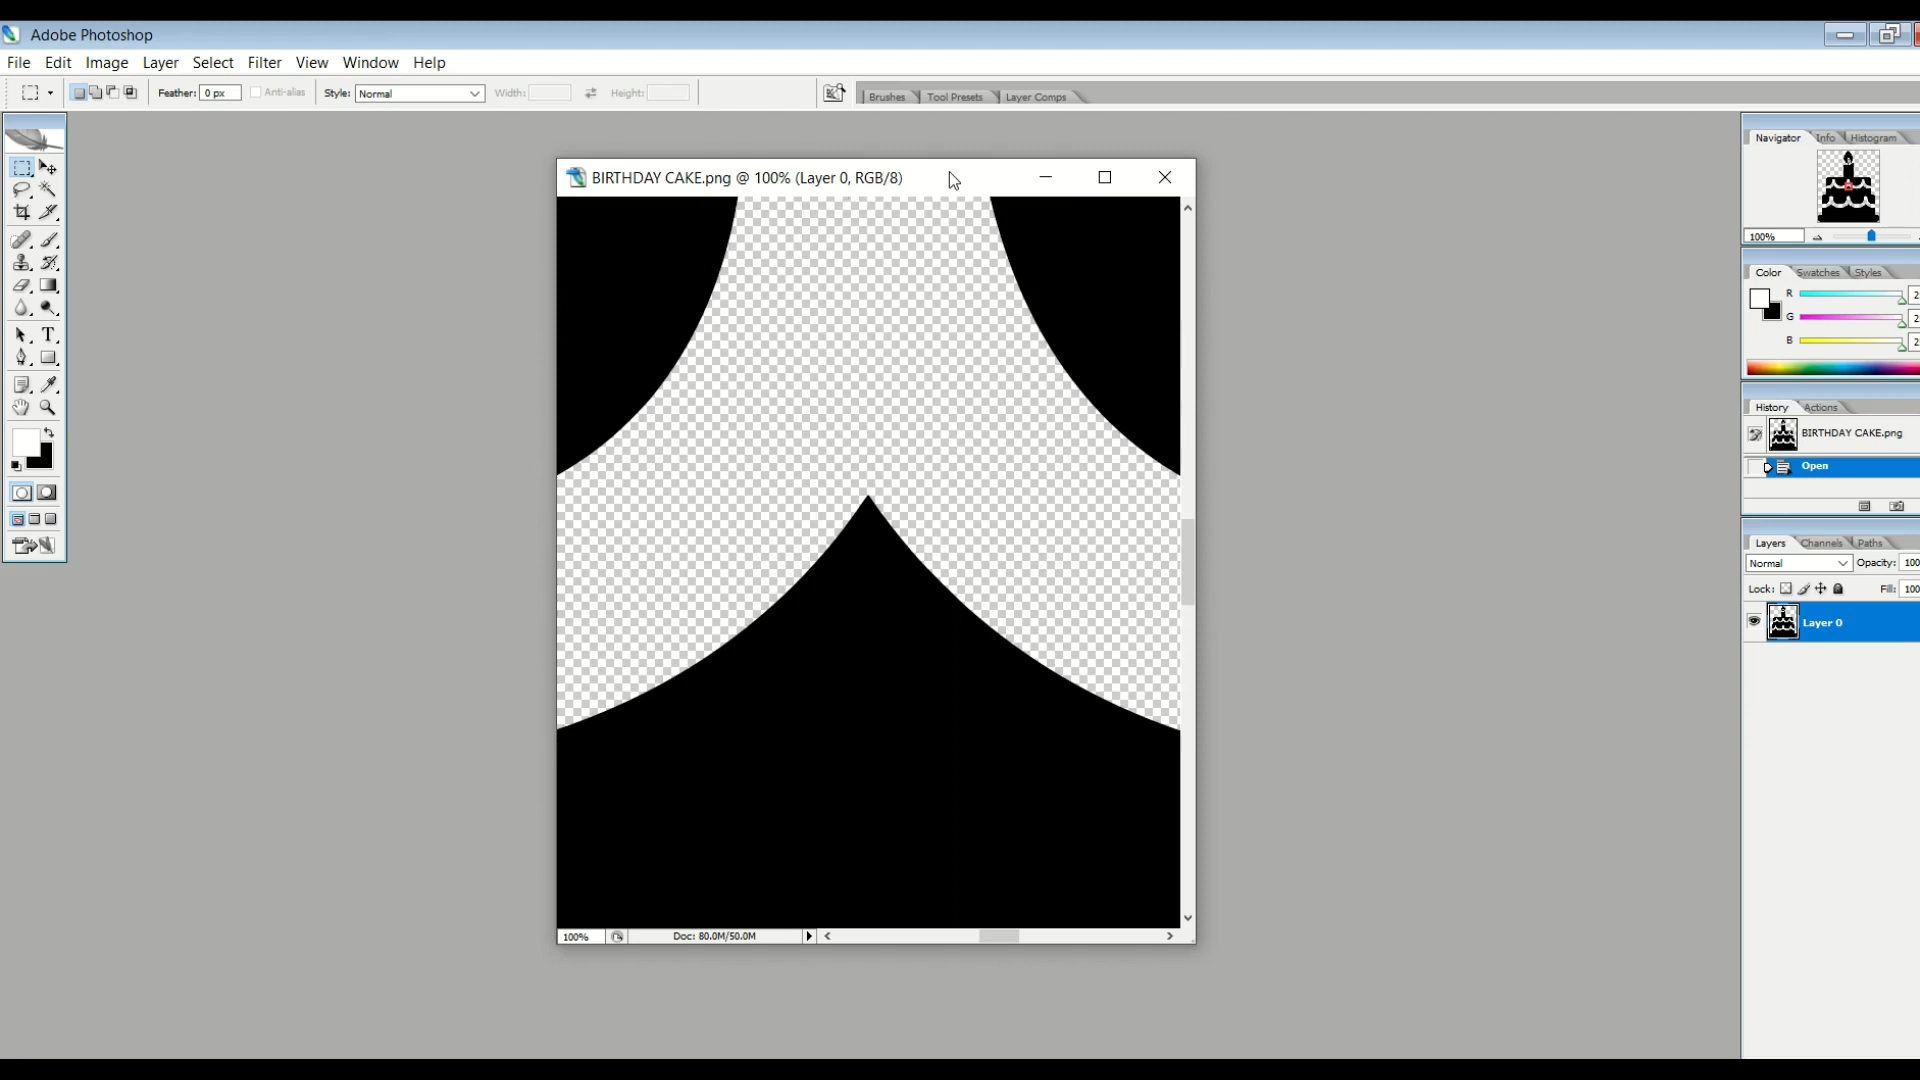 Adobe Photoshop
File Edit Image Layer Select Filter View Window Help
Feather: 0 px Anti-alias Style: Normal Width: Height: Brushes Tool Presets Layer Comps
BIRTHDAY CAKE.png @ 100% (Layer 0, RGB/8)
100% Doc: 80.0M/50.0M
Navigator Info Histogram
100%
Color Swatches Styles
R
G
B
History Actions
BIRTHDAY CAKE.png
Open
Layers Channels Paths
Normal Opacity: 100
Lock: Fill: 100
Layer 0